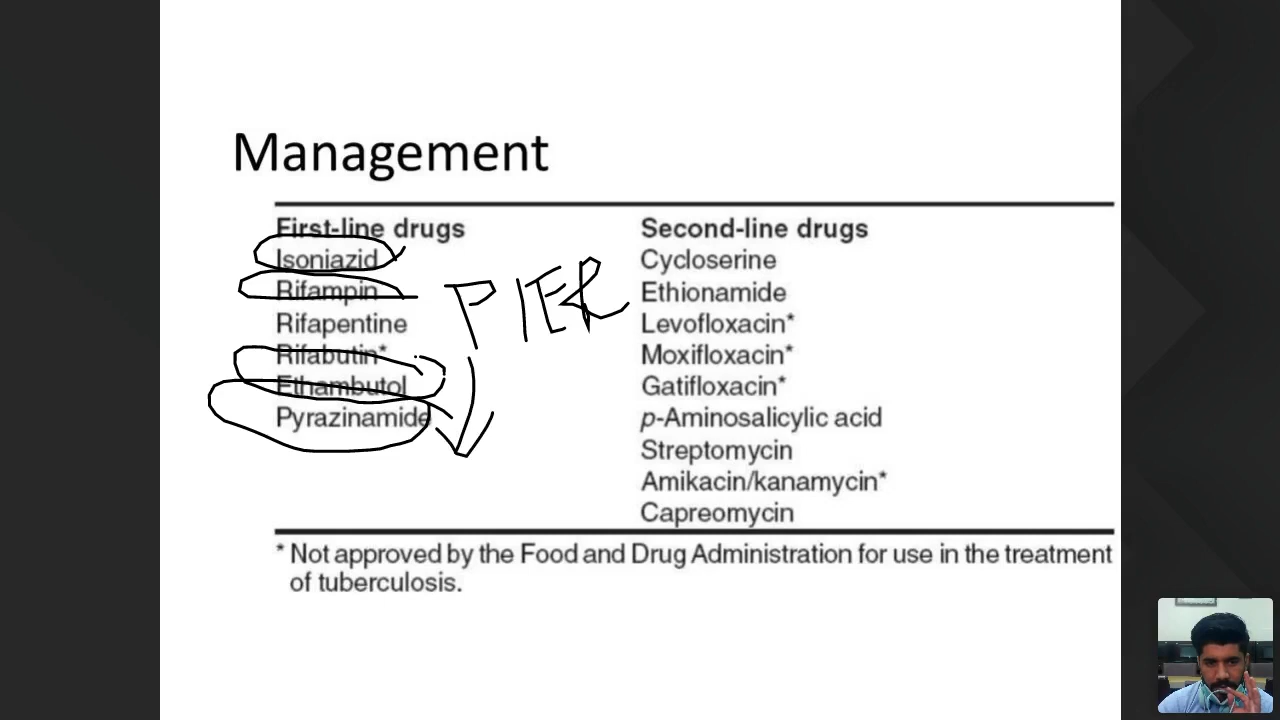 Management
First-line drugs Second-line drugs
Isoniazid Cycloserine
Rifampin Ethionamide
Rifapentine Levofloxacin*
Rifabutin* Moxifloxacin*
Ethambutol Gatifloxacin*
Pyrazinamide p-Aminosalicylic acid
Streptomycin
Amikacin/kanamycin*
Capreomycin
PIER
* Not approved by the Food and Drug Administration for use in the treatment
of tuberculosis.